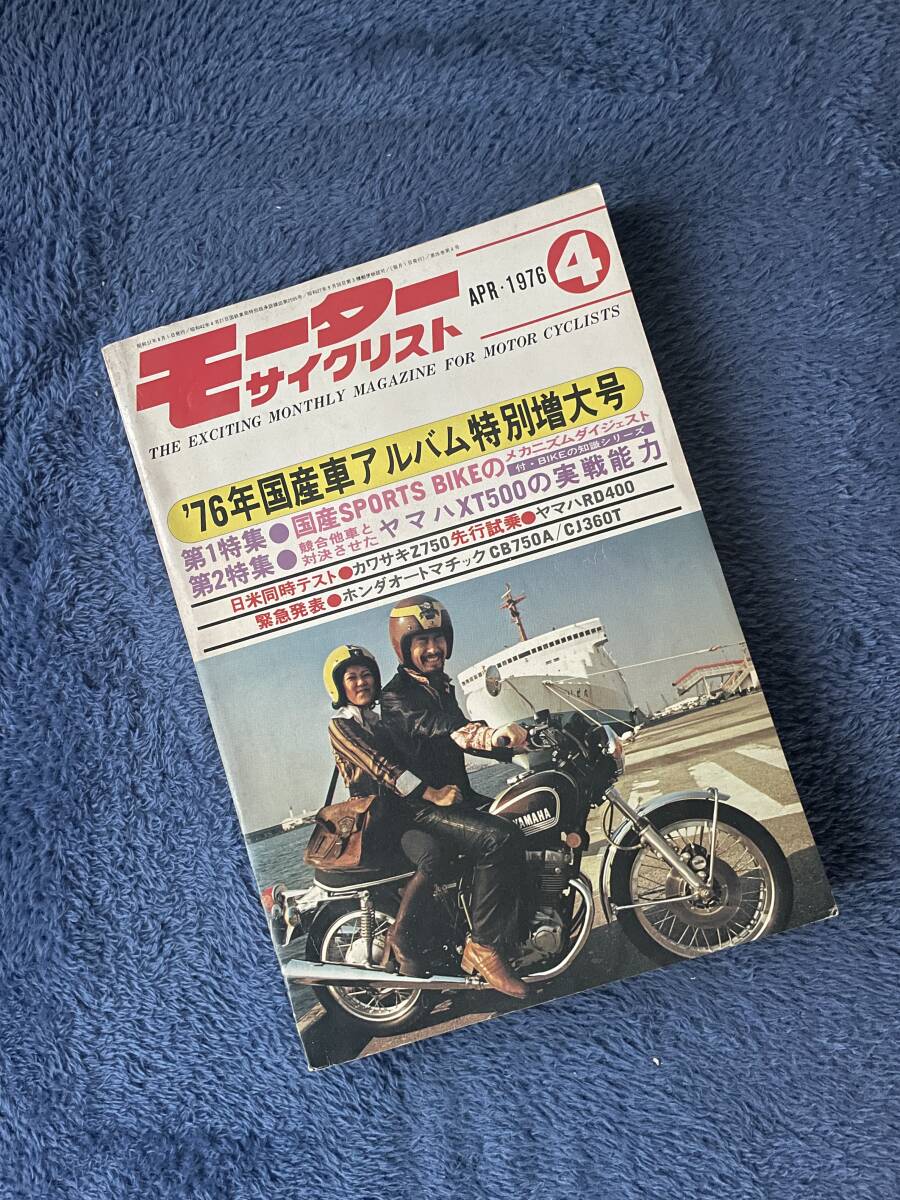 APR・1976 ④
モーター
サイクリスト
THE EXCITING MONTHLY MAGAZINE FOR MOTOR CYCLISTS
'76年国産車アルバム特別増大号
第1特集●国産SPORTS BIKEのメカニズムダイジェスト
付・BIKEの知識シリーズ
第2特集●競合他車と対決させたヤマハXT500の実戦能力
日米同時テスト●カワサキZ750先行試乗●ヤマハRD400
緊急発表●ホンダオートマチックCB750A/CJ360T
YAMAHA